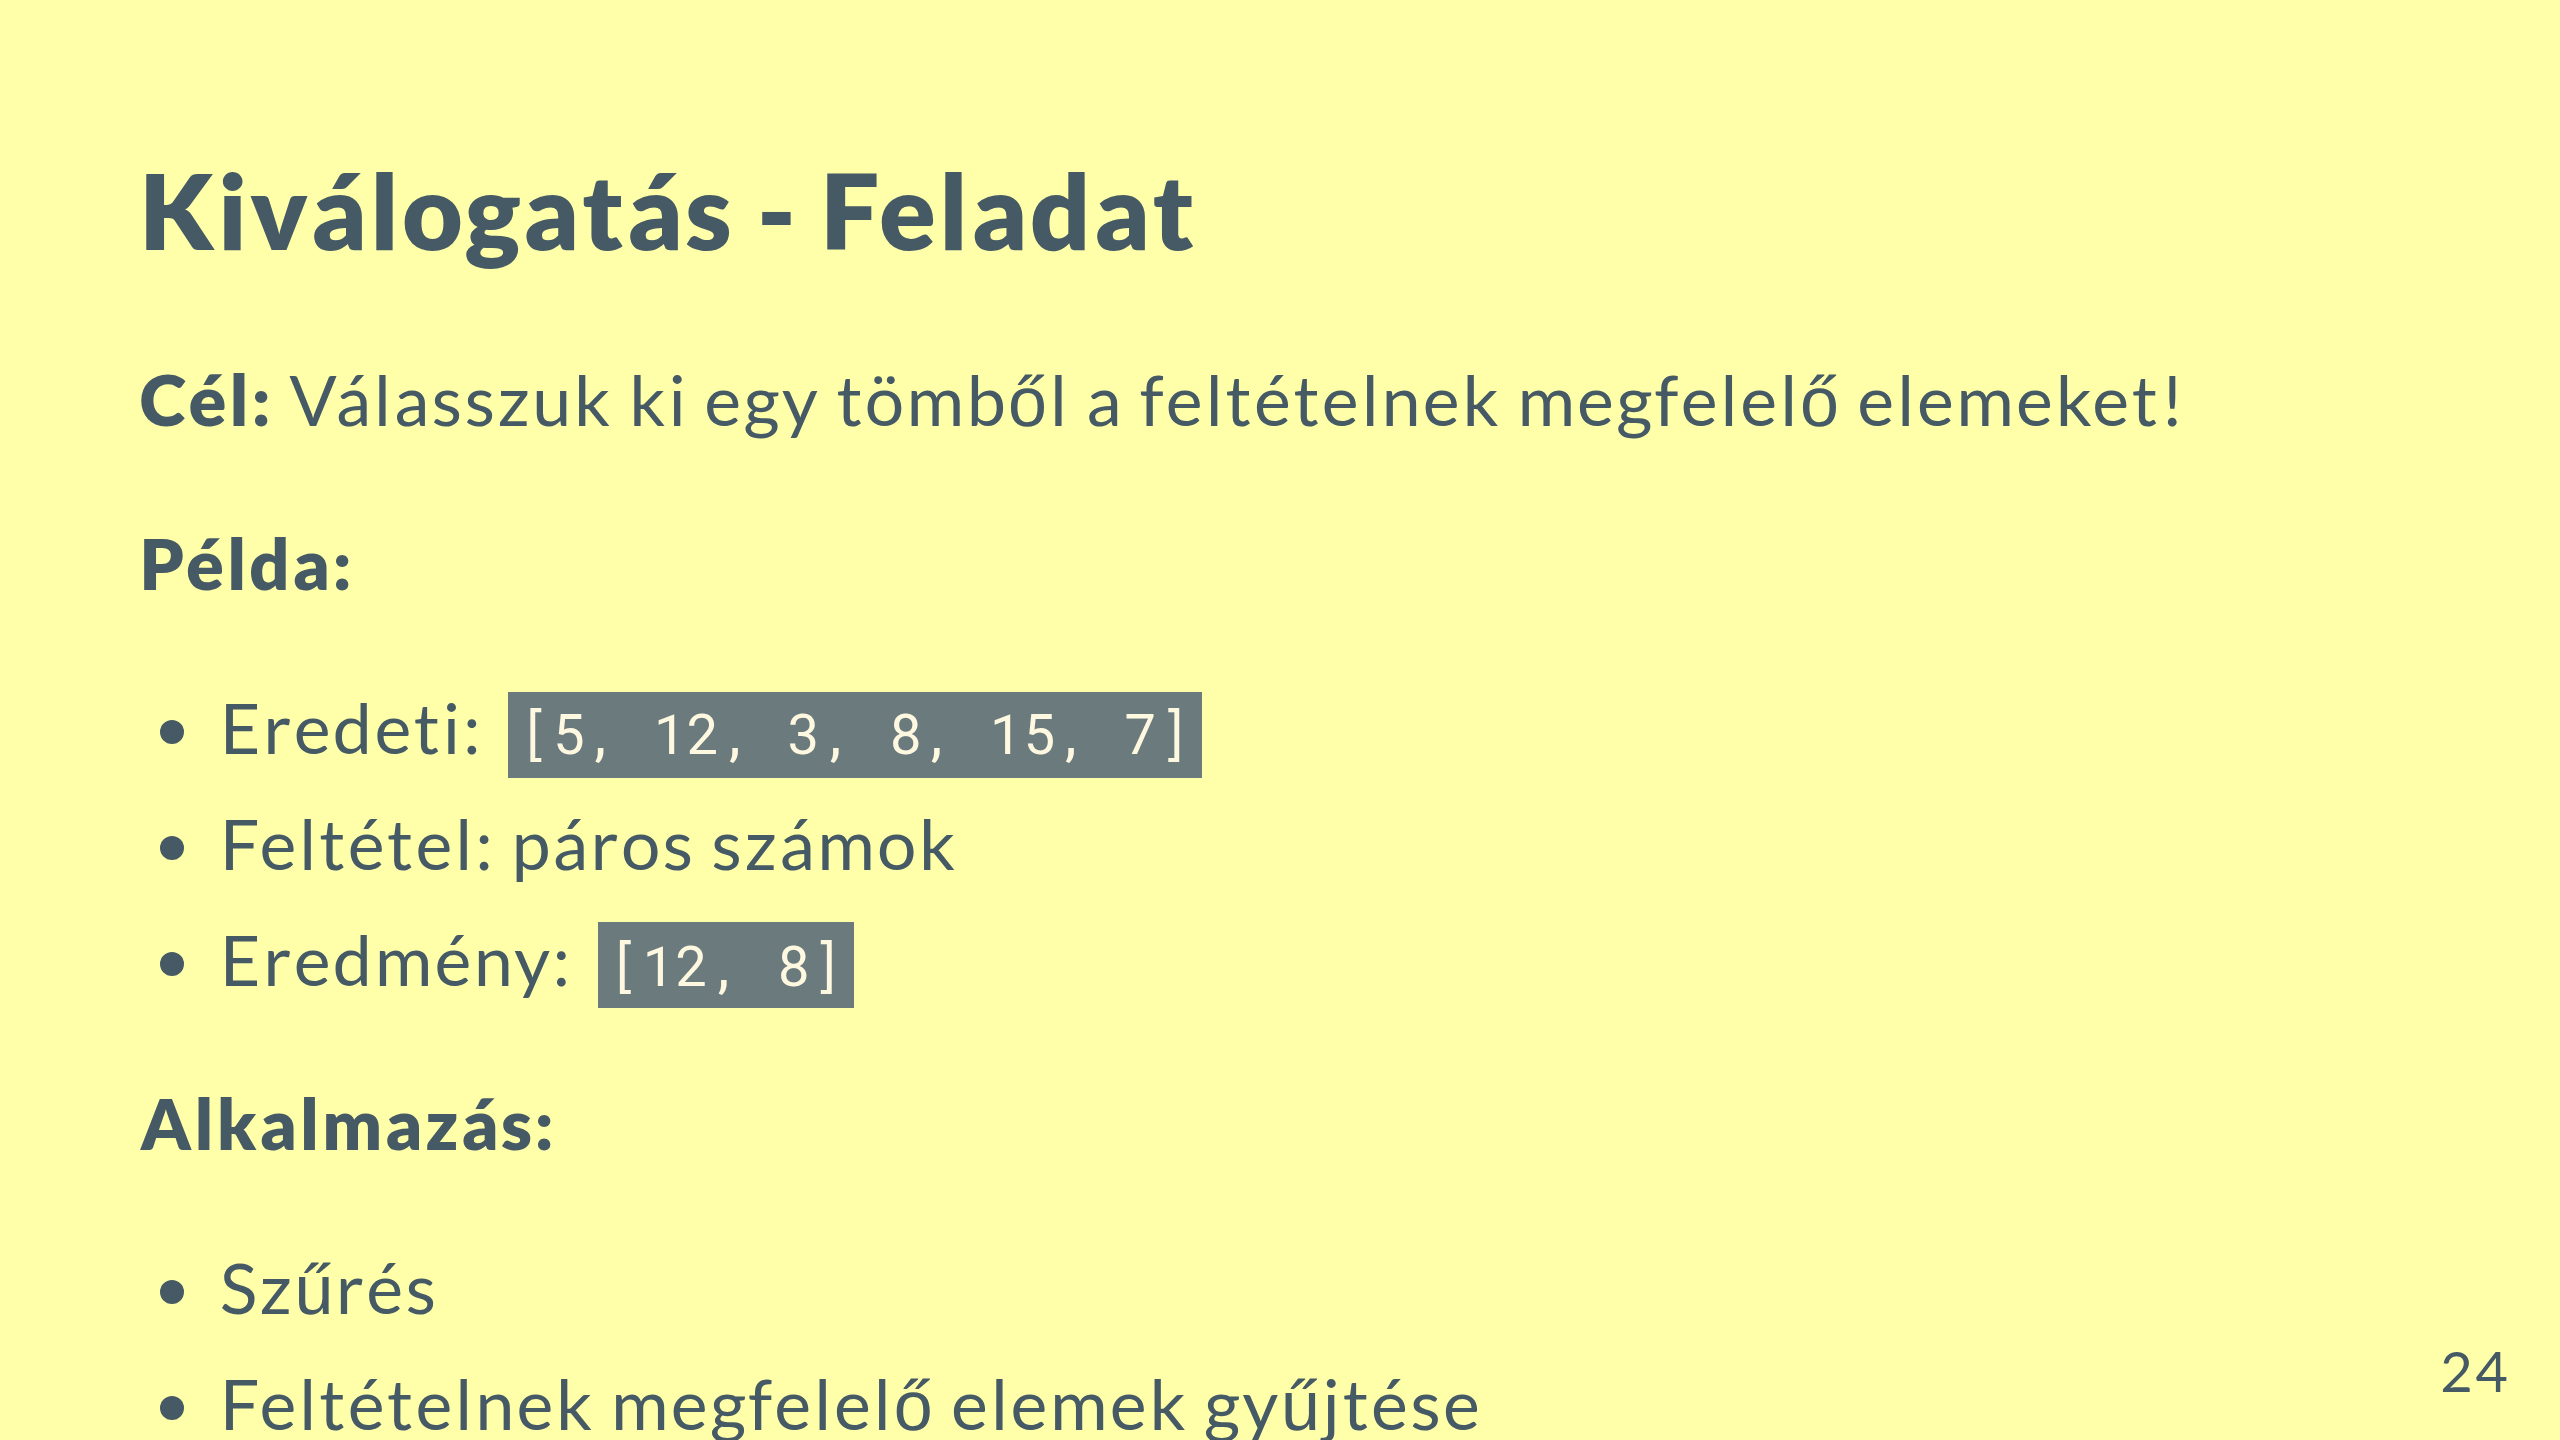 Kiválogatás - Feladat
Cél: Válasszuk ki egy tömből a feltételnek megfelelő elemeket!
Példa:
Eredeti: [5, 12, 3, 8, 15, 7]
Feltétel: páros számok
Eredmény: [12, 8]
Alkalmazás:
Szűrés
Feltételnek megfelelő elemek gyűjtése
24